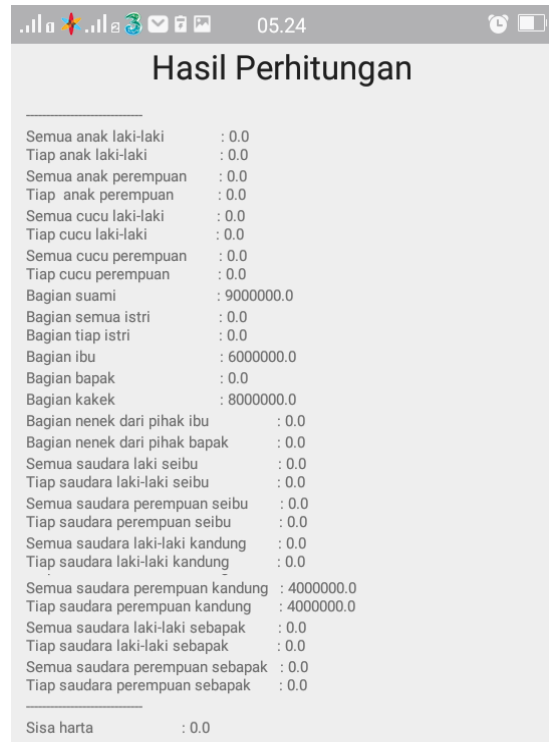 05.24
Hasil Perhitungan
----------------------------
Semua anak laki-laki : 0.0
Tiap anak laki-laki : 0.0
Semua anak perempuan : 0.0
Tiap anak perempuan : 0.0
Semua cucu laki-laki : 0.0
Tiap cucu laki-laki : 0.0
Semua cucu perempuan : 0.0
Tiap cucu perempuan : 0.0
Bagian suami : 9000000.0
Bagian semua istri : 0.0
Bagian tiap istri : 0.0
Bagian ibu : 6000000.0
Bagian bapak : 0.0
Bagian kakek : 8000000.0
Bagian nenek dari pihak ibu : 0.0
Bagian nenek dari pihak bapak : 0.0
Semua saudara laki seibu : 0.0
Tiap saudara laki-laki seibu : 0.0
Semua saudara perempuan seibu : 0.0
Tiap saudara perempuan seibu : 0.0
Semua saudara laki-laki kandung : 0.0
Tiap saudara laki-laki kandung : 0.0
Semua saudara perempuan kandung : 4000000.0
Tiap saudara perempuan kandung : 4000000.0
Semua saudara laki-laki sebapak : 0.0
Tiap saudara laki-laki sebapak : 0.0
Semua saudara perempuan sebapak : 0.0
Tiap saudara perempuan sebapak : 0.0
----------------------------
Sisa harta : 0.0